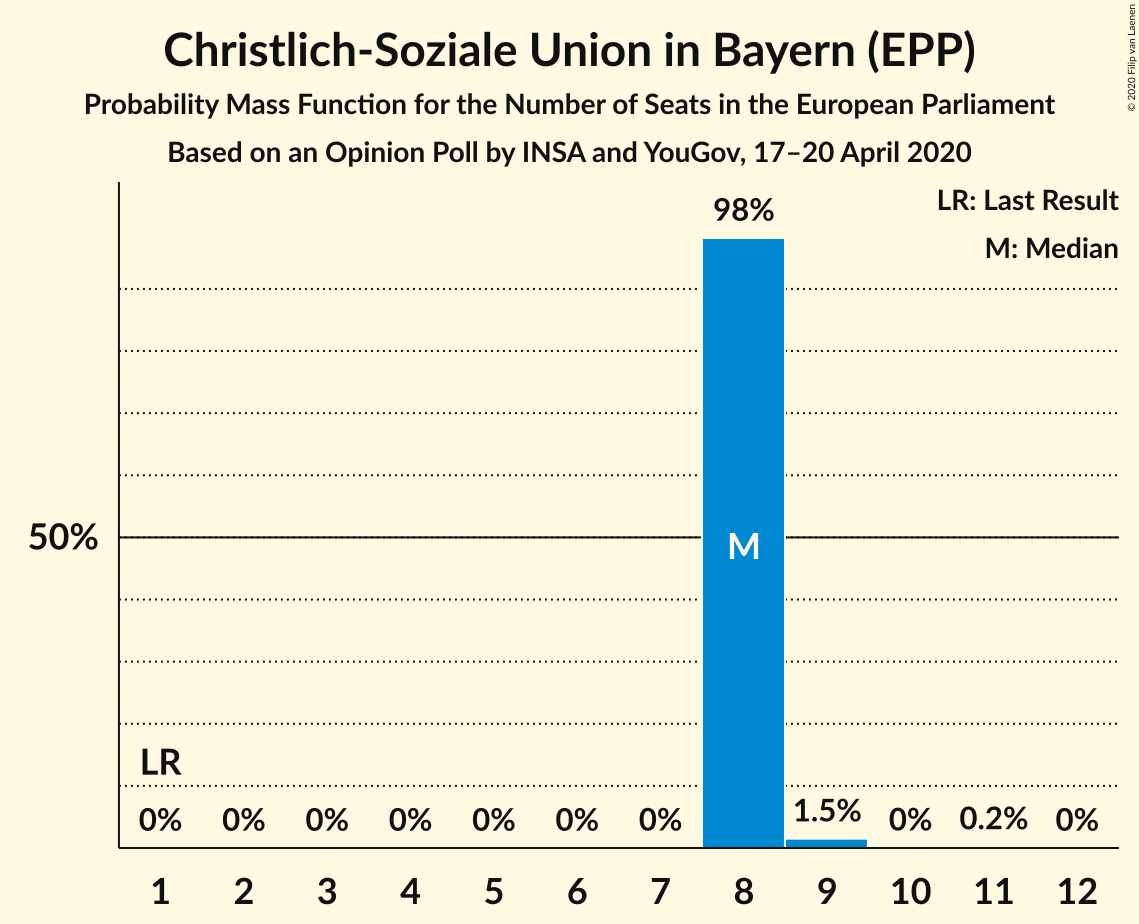 Christlich-Soziale Union in Bayern (EPP)
Probability Mass Function for the Number of Seats in the European Parliament
Based on an Opinion Poll by INSA and YouGov, 17–20 April 2020
© 2020 Filip van Laenen
LR: Last Result
M: Median
98%
50%
M
LR
0% 0% 0% 0% 0% 0% 0% 1.5% 0% 0.2% 0%
1 2 3 4 5 6 7 8 9 10 11 12